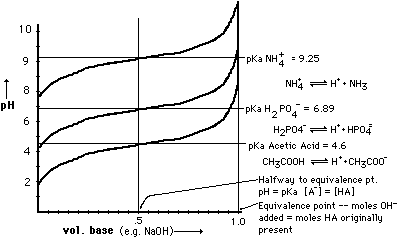 10
8
6
4
2
pH
pKa NH₄⁺ = 9.25
NH₄⁺ ⇌ H⁺ + NH₃
pKa H₂PO₄⁻ = 6.89
H₂PO4⁻ ⇌ H⁺+HPO₄⁼
pKa Acetic Acid = 4.6
CH₃COOH ⇌ H⁺+CH₃COO⁻
Halfway to equivalence pt.
pH = pKa [A⁻] = [HA]
Equivalence point -- moles OH⁻
added = moles HA originally
present
.5
1.0
vol. base (e.g. NaOH)